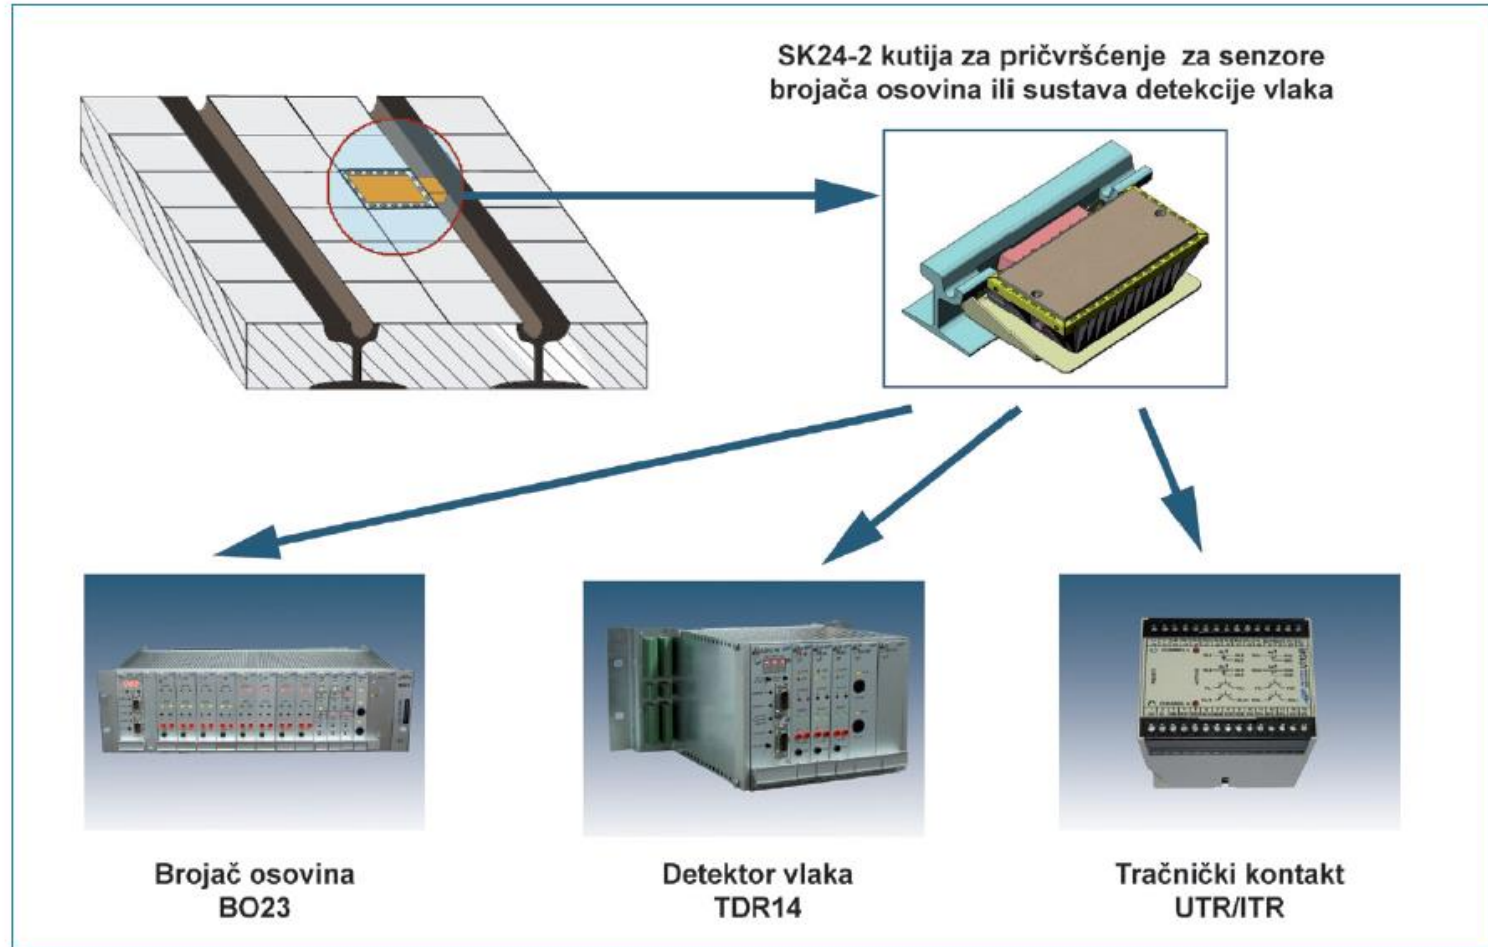 SK24-2 kutija za pričvršćenje za senzore
brojača osovina ili sustava detekcije vlaka
Brojač osovina
BO23
Detektor vlaka
TDR14
Tračnički kontakt
UTR/ITR